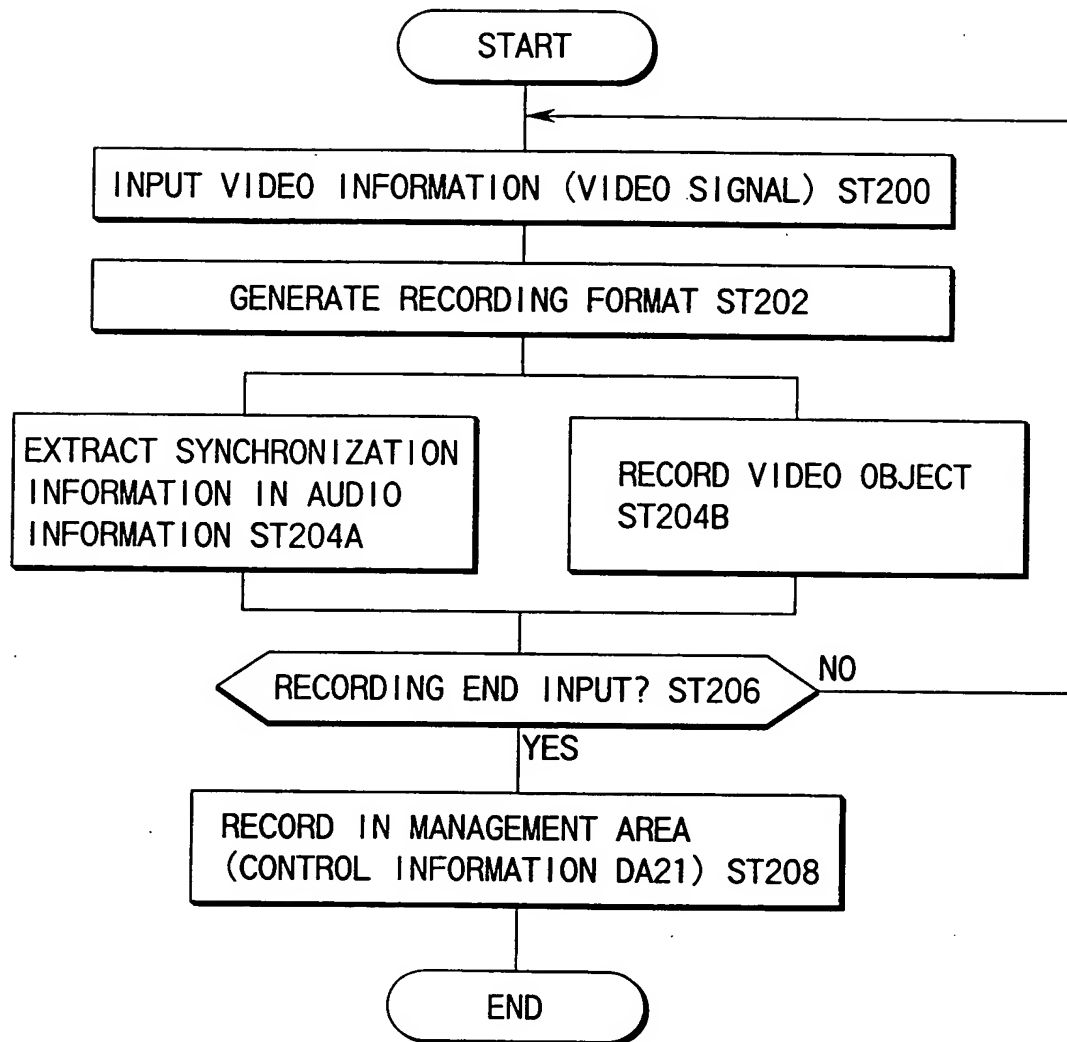 START
INPUT VIDEO INFORMATION (VIDEO SIGNAL) ST200
GENERATE RECORDING FORMAT ST202
EXTRACT SYNCHRONIZATION
INFORMATION IN AUDIO
INFORMATION ST204A
RECORD VIDEO OBJECT
ST204B
RECORDING END INPUT? ST206
NO
YES
RECORD IN MANAGEMENT AREA
(CONTROL INFORMATION DA21) ST208
END